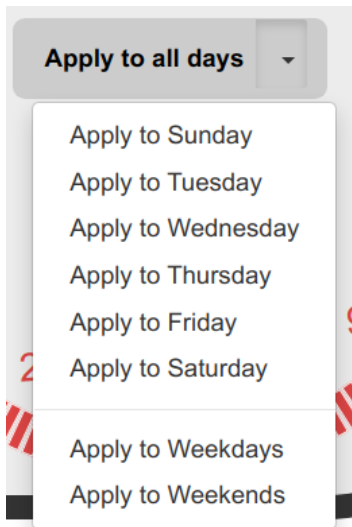 Apply to all days
Apply to Sunday
Apply to Tuesday
Apply to Wednesday
Apply to Thursday
Apply to Friday
Apply to Saturday
Apply to Weekdays
Apply to Weekends